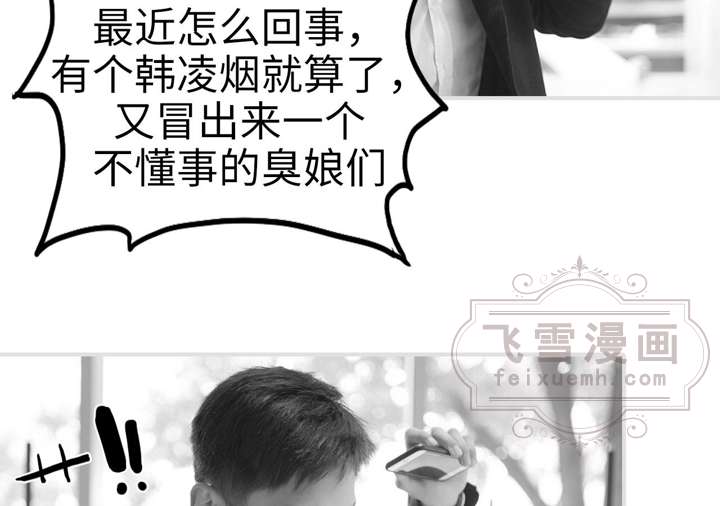 最近怎么回事，
有个韩凌烟就算了，
又冒出来一个
不懂事的臭娘们
飞雪漫画
feixuemh.com
!!